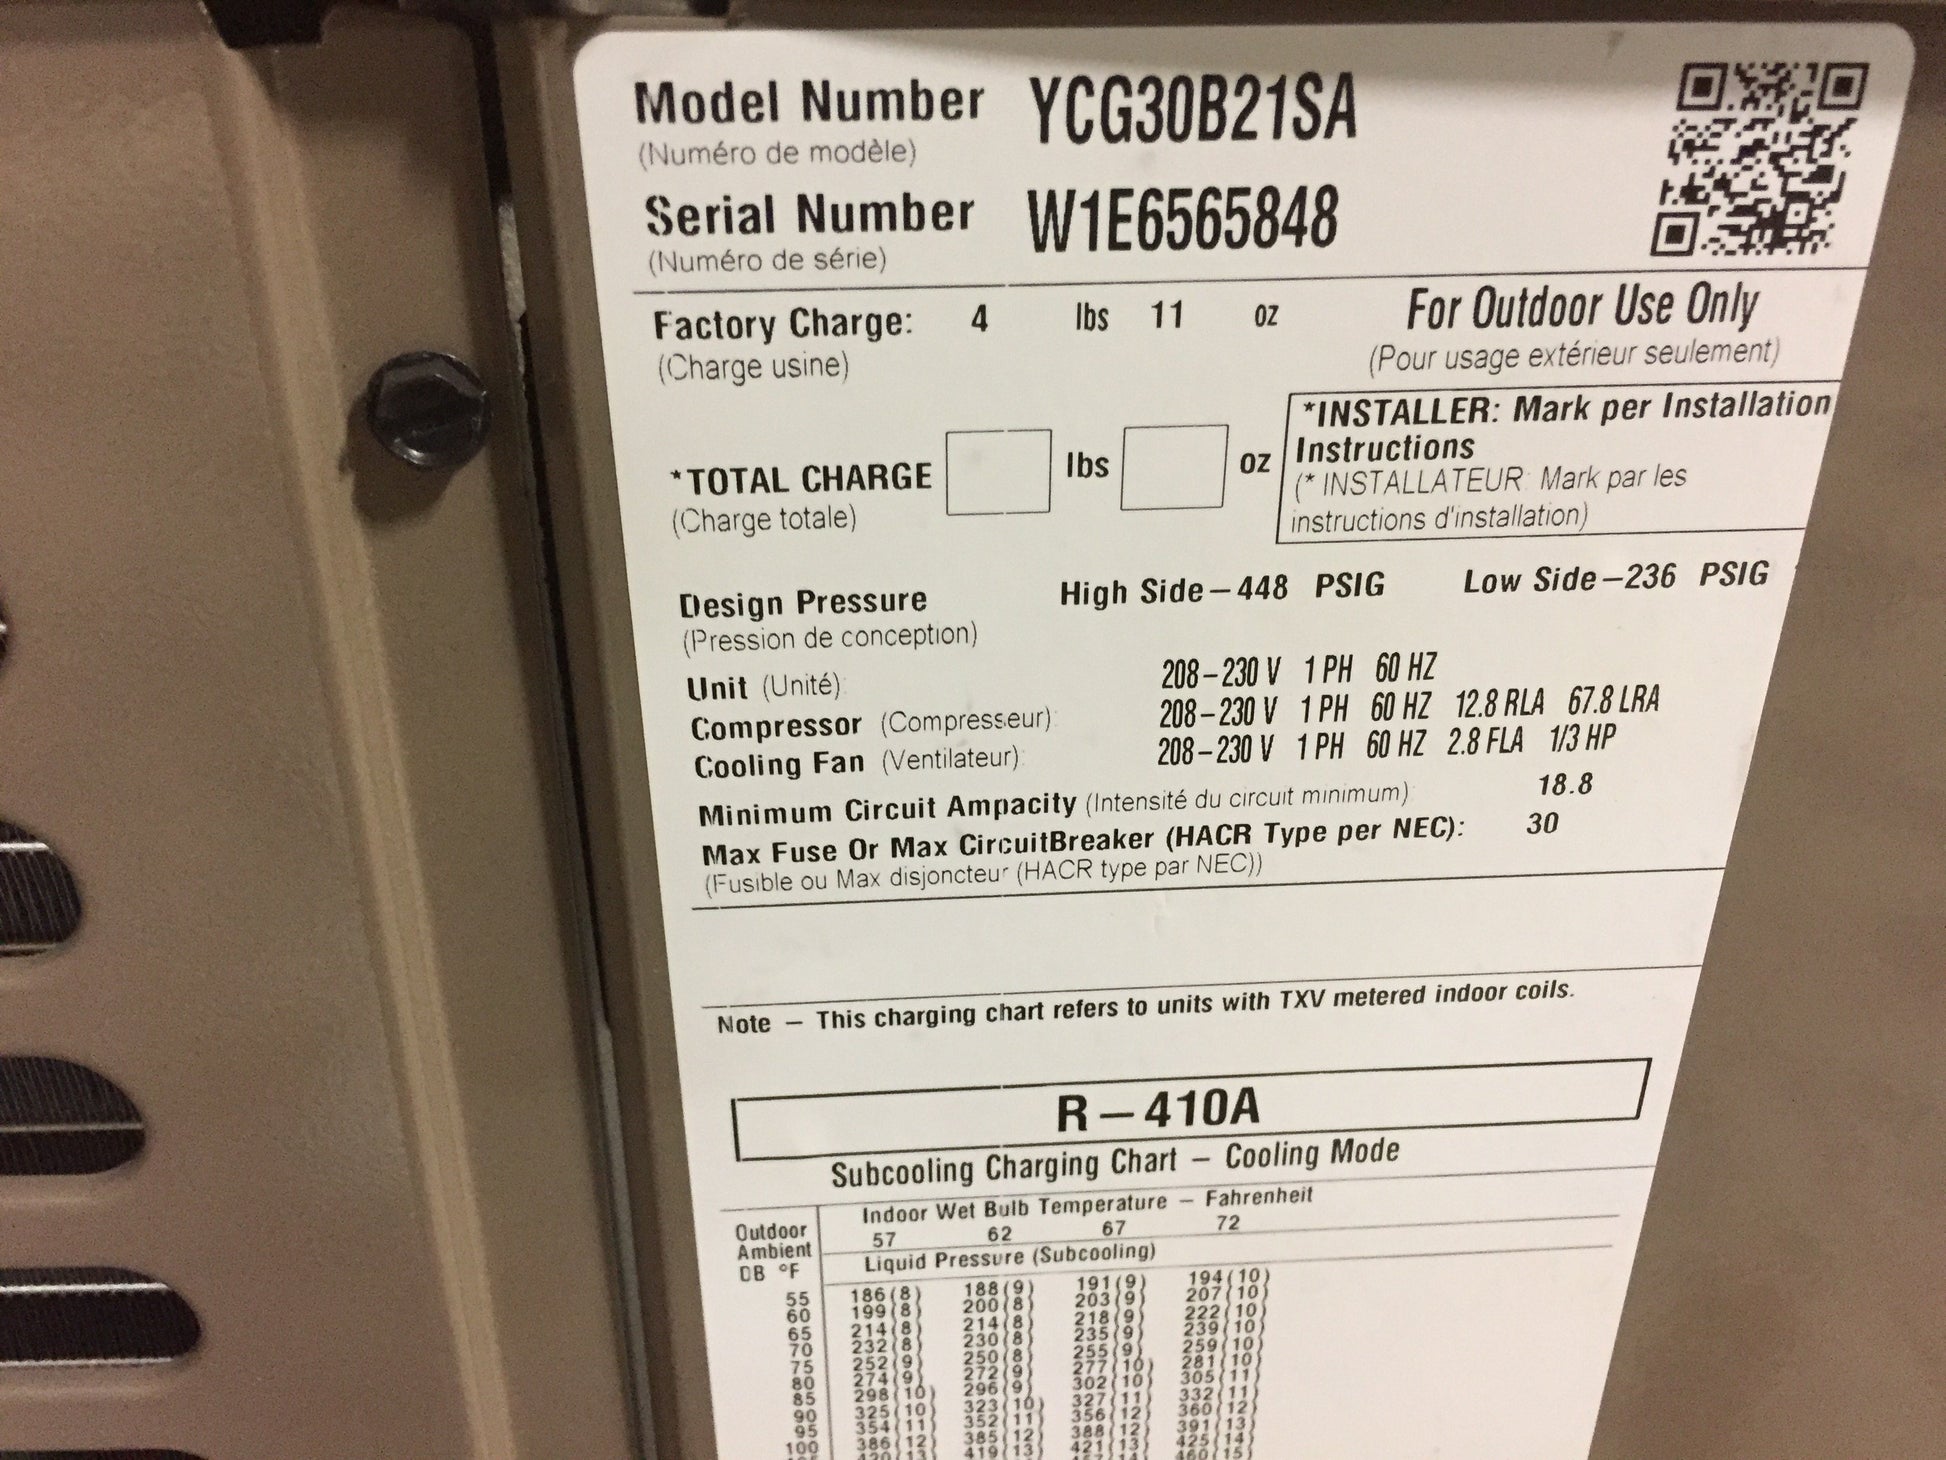 Model Number YCG30B21SA
(Numéro de modèle)
Serial Number W1E6565848
(Numéro de série)
Factory Charge: 4 lbs 11 oz For Outdoor Use Only
(Charge usine) (Pour usage extérieur seulement)
*INSTALLER: Mark per Installation
Instructions
*TOTAL CHARGE lbs oz
(* INSTALLATEUR: Mark par les
(Charge totale) instructions d'installation)
Design Pressure High Side–448 PSIG Low Side–236 PSIG
(Pression de conception)
Unit (Unité) 208–230 V 1 PH 60 HZ
Compressor (Compresseur): 208–230 V 1 PH 60 HZ 12.8 RLA 67.8 LRA
Cooling Fan (Ventilateur): 208–230 V 1 PH 60 HZ 2.8 FLA 1/3 HP
Minimum Circuit Ampacity (Intensité du circuit minimum) 18.8
Max Fuse Or Max CircuitBreaker (HACR Type per NEC): 30
(Fusible ou Max disjoncteur (HACR type par NEC))
Note – This charging chart refers to units with TXV metered indoor coils.
R–410A
Subcooling Charging Chart – Cooling Mode
Outdoor Ambient DB °F
Indoor Wet Bulb Temperature – Fahrenheit
57 62 67 72
Liquid Pressure (Subcooling)
55 186(8) 188(9) 191(9) 194(10)
60 199(8) 200(8) 203(9) 207(10)
65 214(8) 214(8) 218(9) 222(10)
70 232(8) 230(8) 235(9) 239(10)
75 252(9) 250(8) 255(9) 259(10)
80 274(9) 272(9) 277(10) 281(10)
85 298(10) 296(9) 302(10) 305(11)
90 325(10) 323(10) 327(11) 332(11)
95 354(11) 352(11) 356(12) 360(12)
100 386(12) 385(12) 388(12) 391(13)
419(13) 421(13) 425(14)
460(15)